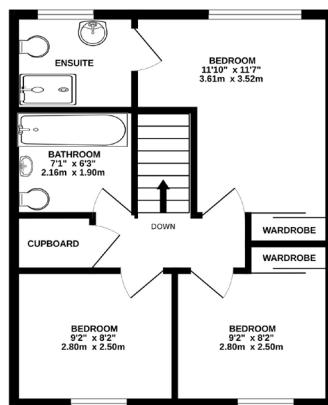 ENSUITE
BEDROOM
11'10" x 11'7"
3.61m x 3.52m
BATHROOM
7'1" x 6'3"
2.16m x 1.90m
DOWN
CUPBOARD
WARDROBE
WARDROBE
BEDROOM
9'2" x 8'2"
2.80m x 2.50m
BEDROOM
9'2" x 8'2"
2.80m x 2.50m